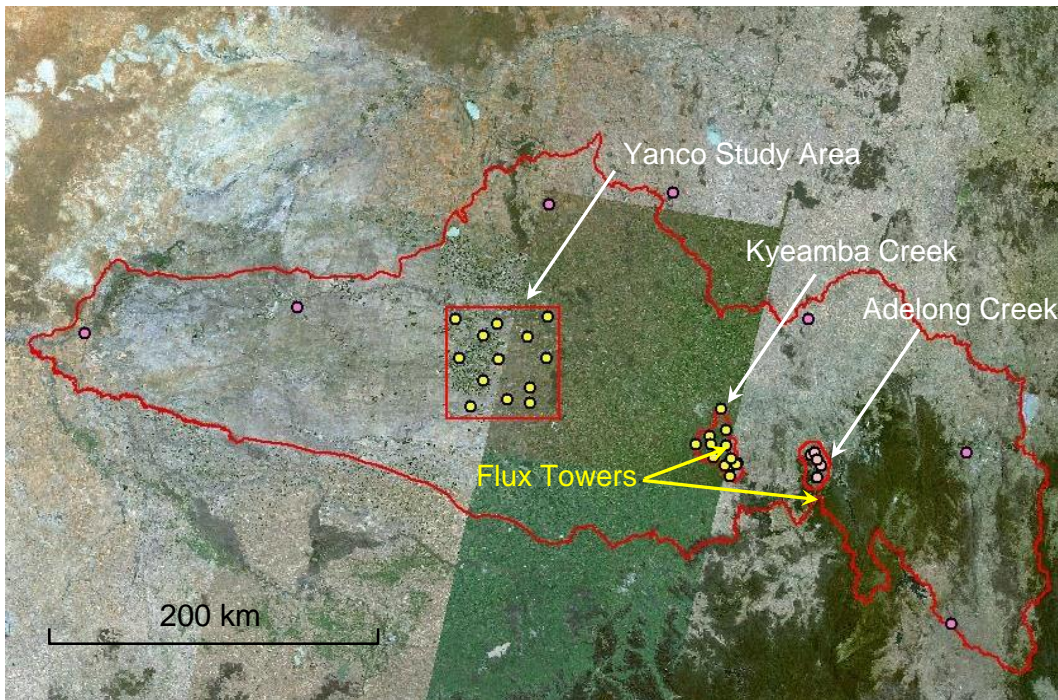 Yanco Study Area
Kyeamba Creek
Adelong Creek
Flux Towers
200 km